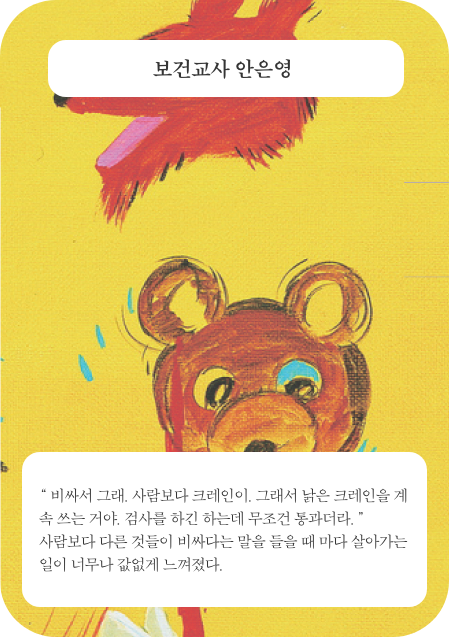 보건교사 안은영
“ 비싸서 그래. 사람보다 크레인이. 그래서 낡은 크레인을 계
속 쓰는 거야. 검사를 하긴 하는데 무조건 통과더라. ”
사람보다 다른 것들이 비싸다는 말을 들을 때 마다 살아가는
일이 너무나 값없게 느껴졌다.